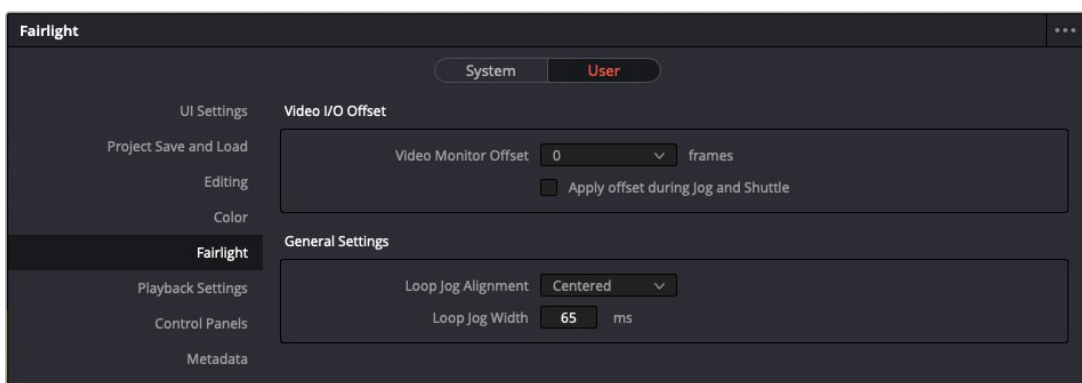 Fairlight
System User
UI Settings
Project Save and Load
Editing
Color
Fairlight
Playback Settings
Control Panels
Metadata
Video I/O Offset
Video Monitor Offset 0 frames
Apply offset during Jog and Shuttle
General Settings
Loop Jog Alignment Centered
Loop Jog Width 65 ms